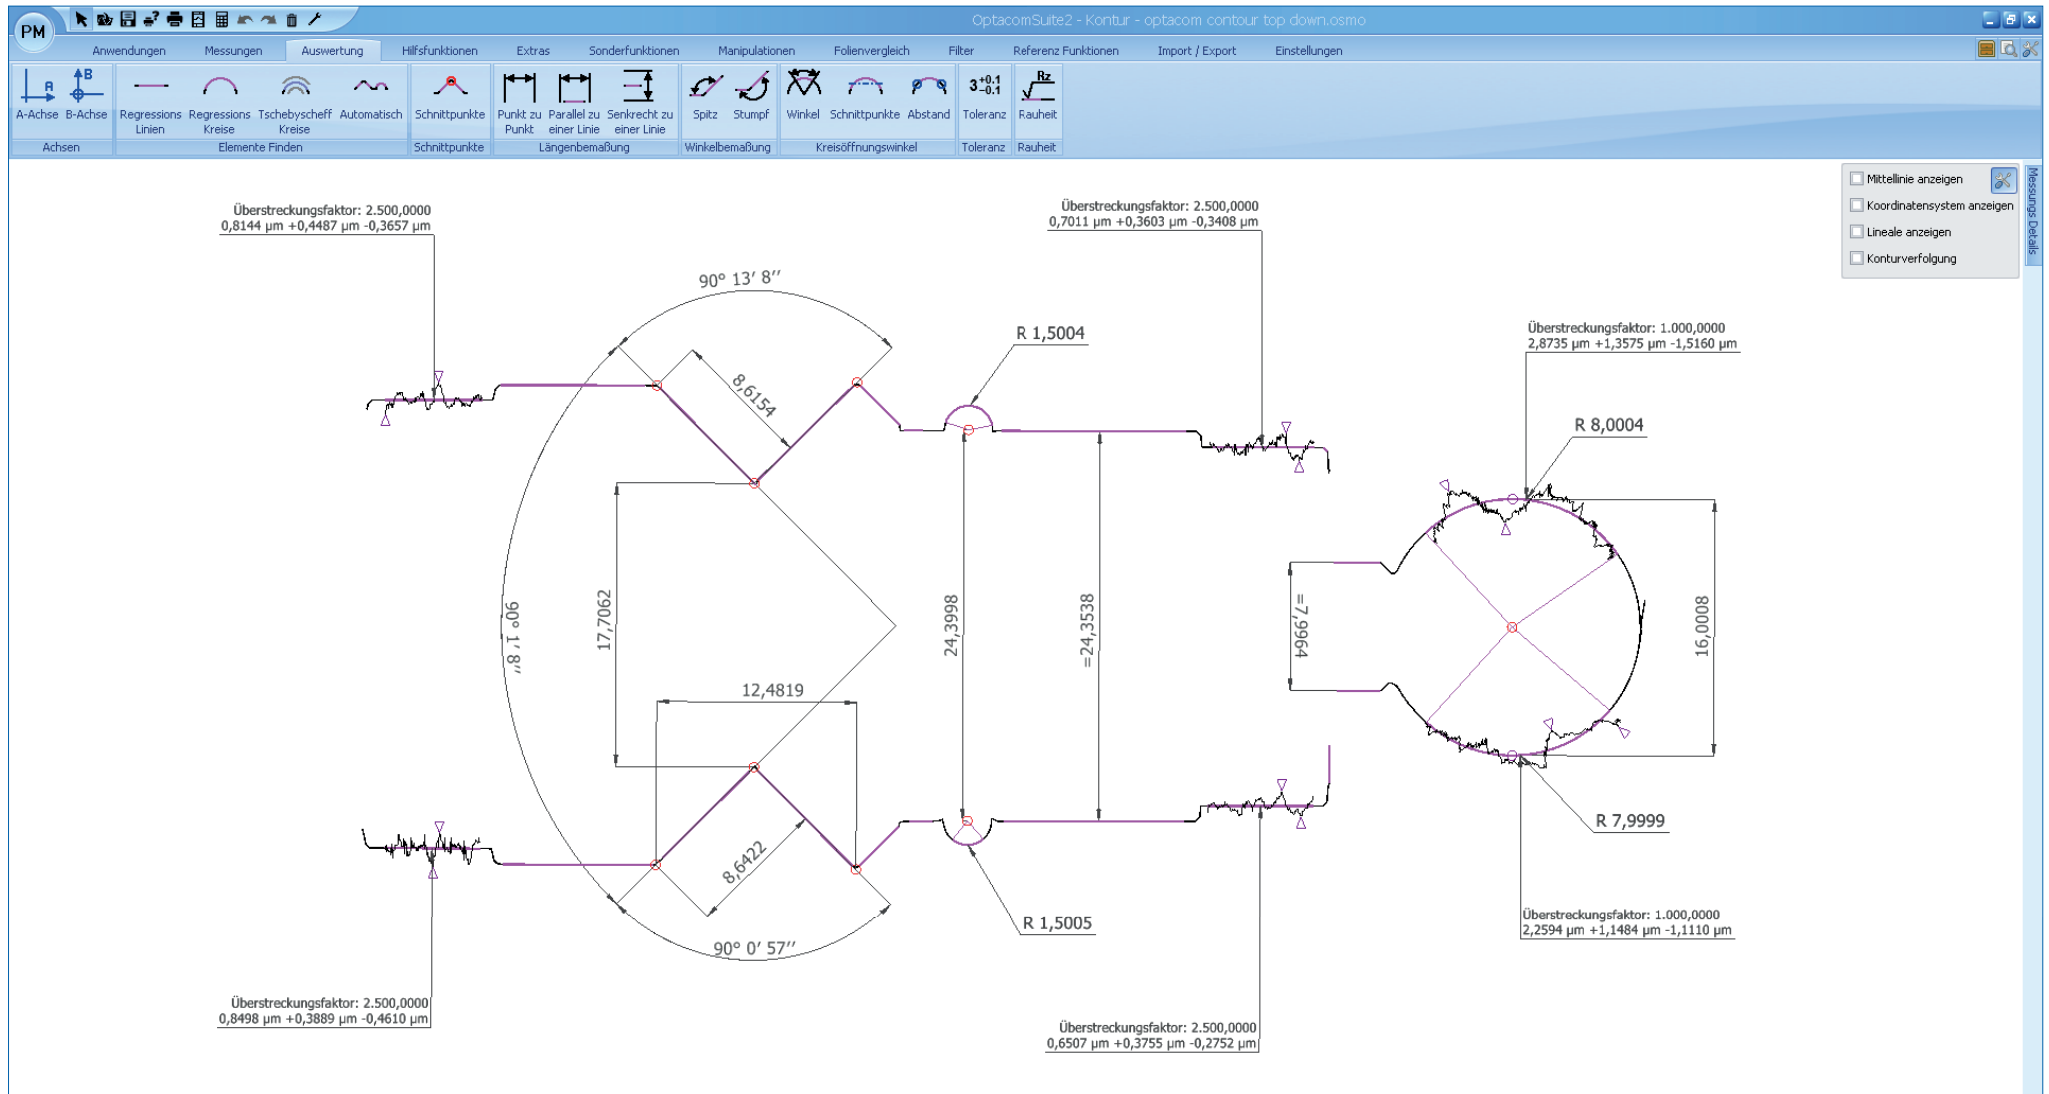 PM
OptacomSuite2 - Kontur - optacom contour top down.osmo
Anwendungen Messungen Auswertung Hilfsfunktionen Extras Sonderfunktionen Manipulationen Folienvergleich Filter Referenz Funktionen Import / Export Einstellungen
A-Achse B-Achse
Achsen
Regressions Linien
Regressions Kreise
Tschebyscheff Kreise
Automatisch
Elemente Finden
Schnittpunkte
Schnittpunkte
Punkt zu Punkt
Parallel zu einer Linie
Senkrecht zu einer Linie
Längenbemaßung
Spitz Stumpf
Winkelbemaßung
Winkel Schnittpunkte Abstand
Kreisöffnungswinkel
3 +0.1 -0.1
Toleranz
Toleranz
Rz
Rauheit
Rauheit
Mittellinie anzeigen
Koordinatensystem anzeigen
Lineale anzeigen
Konturverfolgung
Messungs Details
Überstreckungsfaktor: 2.500,0000
0,8144 µm +0,4487 µm -0,3657 µm
Überstreckungsfaktor: 2.500,0000
0,7011 µm +0,3603 µm -0,3408 µm
90° 13' 8''
R 1,5004
Überstreckungsfaktor: 1.000,0000
2,8735 µm +1,3575 µm -1,5160 µm
8,6154
R 8,0004
90° 1' 8''
17,7062
24,3998
=24,3538
=7,9964
16,0008
12,4819
8,6422
R 7,9999
90° 0' 57''
R 1,5005
Überstreckungsfaktor: 1.000,0000
2,2594 µm +1,1484 µm -1,1110 µm
Überstreckungsfaktor: 2.500,0000
0,8498 µm +0,3889 µm -0,4610 µm
Überstreckungsfaktor: 2.500,0000
0,6507 µm +0,3755 µm -0,2752 µm